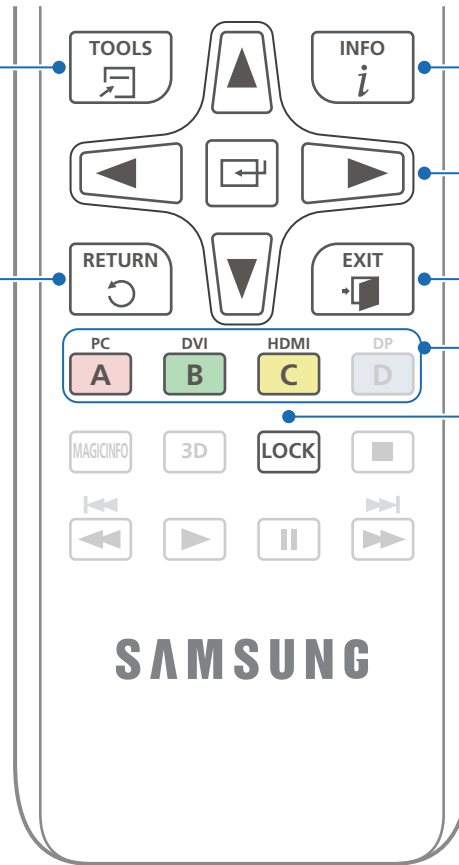 TOOLS INFO
i
RETURN EXIT
PC DVI HDMI DP
A B C D
MAGICINFO 3D LOCK
SAMSUNG